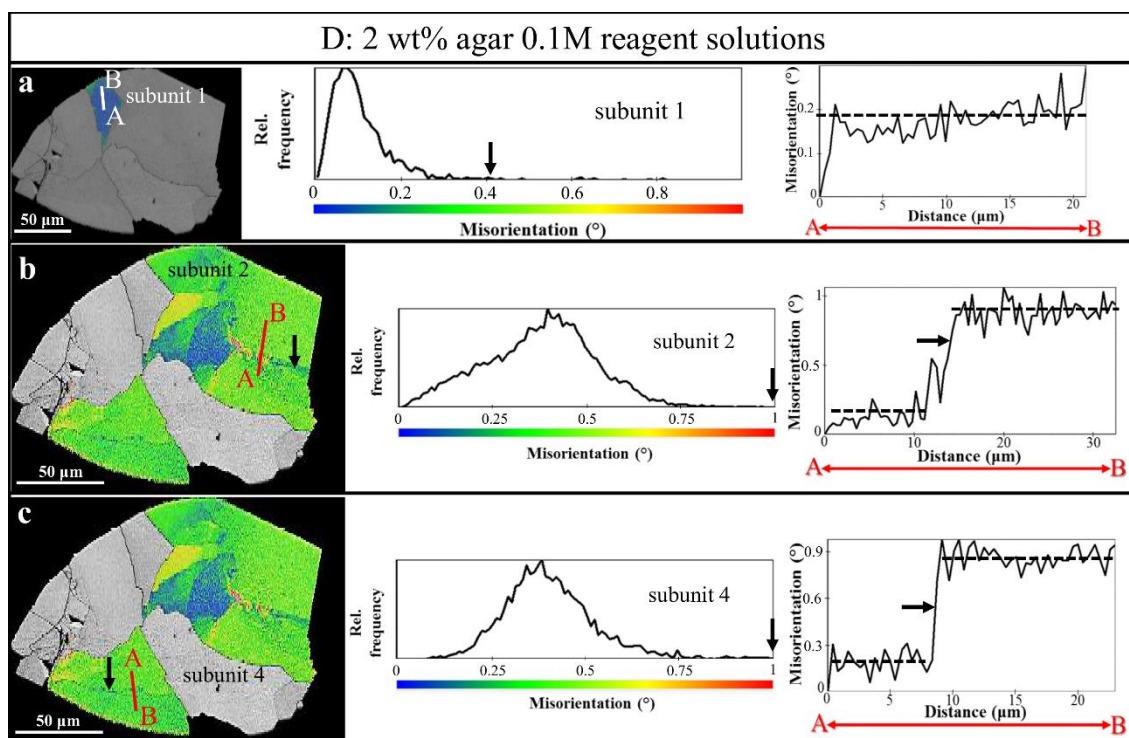 D: 2 wt% agar 0.1M reagent solutions
a
B
A
subunit 1
50 µm
Rel.
frequency
subunit 1
0 0.2 0.4 0.6 0.8
Misorientation (°)
Misorientation (°)
0.2
0.1
0
0 5 10 15 20
Distance (µm)
A B
b
subunit 2
B
A
50 µm
Rel.
frequency
subunit 2
0 0.25 0.5 0.75 1
Misorientation (°)
Misorientation (°)
1
0.5
0
0 10 20 30
Distance (µm)
A B
c
A
B
subunit 4
50 µm
Rel.
frequency
subunit 4
0 0.25 0.5 0.75 1
Misorientation (°)
Misorientation (°)
0.9
0.6
0.3
0
0 5 10 15 20
Distance (µm)
A B